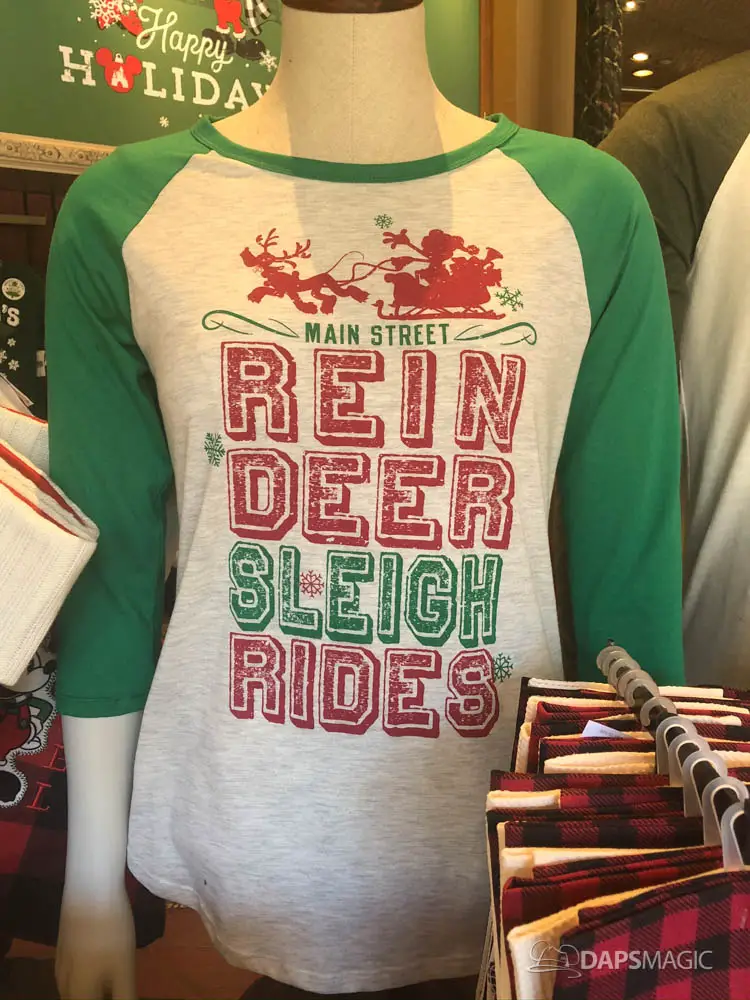 Happy
HOLIDAY
MAIN STREET
REIN
DEER
SLEIGH
RIDES
DAPSMAGIC